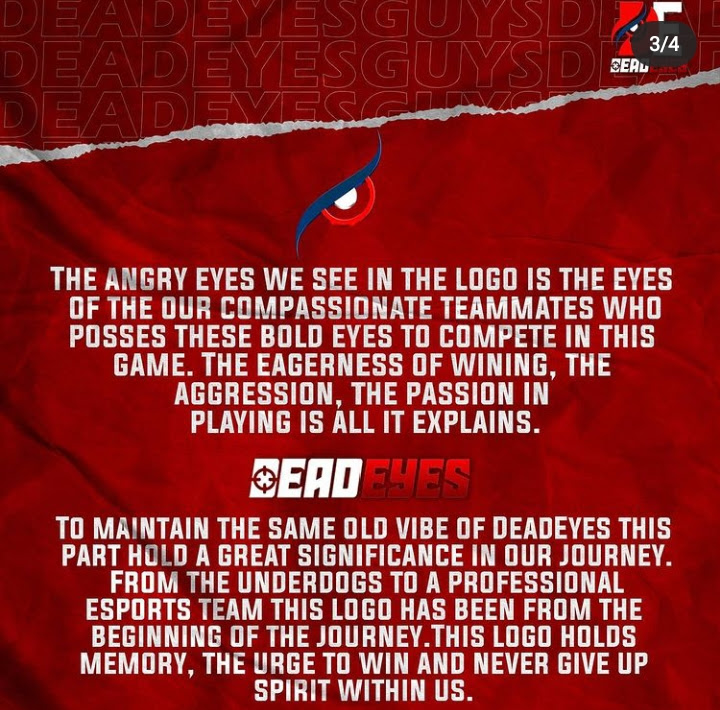 DEADEYESGUYSDEAD
DEADEYESGUYSDEAD
DEADEYESGUYSDEAD
3/4
DEADEYES
THE ANGRY EYES WE SEE IN THE LOGO IS THE EYES
OF THE OUR COMPASSIONATE TEAMMATES WHO
POSSES THESE BOLD EYES TO COMPETE IN THIS
GAME. THE EAGERNESS OF WINING, THE
AGGRESSION, THE PASSION IN
PLAYING IS ALL IT EXPLAINS.
DEADEYES
TO MAINTAIN THE SAME OLD VIBE OF DEADEYES THIS
PART HOLD A GREAT SIGNIFICANCE IN OUR JOURNEY.
FROM THE UNDERDOGS TO A PROFESSIONAL
ESPORTS TEAM THIS LOGO HAS BEEN FROM THE
BEGINNING OF THE JOURNEY.THIS LOGO HOLDS
MEMORY, THE URGE TO WIN AND NEVER GIVE UP
SPIRIT WITHIN US.